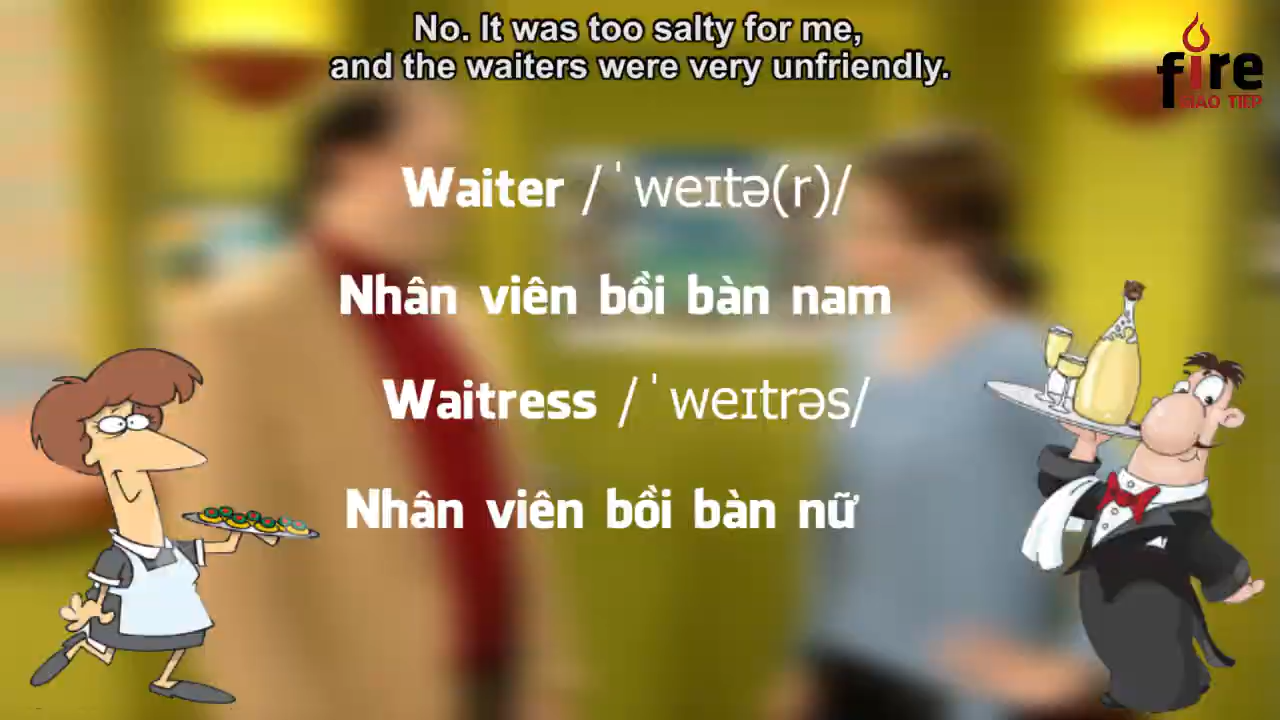 No. It was too salty for me,
and the waiters were very unfriendly.
fire
GIAO TIEP
Waiter /ˈweɪtə(r)/
Nhân viên bồi bàn nam
Waitress /ˈweɪtrəs/
Nhân viên bồi bàn nữ